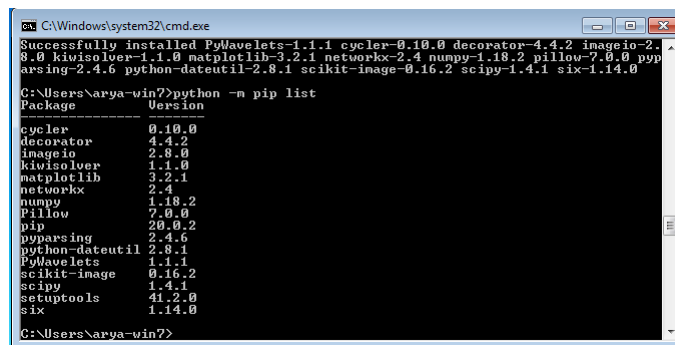 C:\Windows\system32\cmd.exe
Successfully installed PyWavelets-1.1.1 cycler-0.10.0 decorator-4.4.2 imageio-2.
8.0 kiwisolver-1.1.0 matplotlib-3.2.1 networkx-2.4 numpy-1.18.2 pillow-7.0.0 pyp
arsing-2.4.6 python-dateutil-2.8.1 scikit-image-0.16.2 scipy-1.4.1 six-1.14.0
C:\Users\arya-win7>python -m pip list
Package Version
--------------- -------
cycler 0.10.0
decorator 4.4.2
imageio 2.8.0
kiwisolver 1.1.0
matplotlib 3.2.1
networkx 2.4
numpy 1.18.2
Pillow 7.0.0
pip 20.0.2
pyparsing 2.4.6
python-dateutil 2.8.1
PyWavelets 1.1.1
scikit-image 0.16.2
scipy 1.4.1
setuptools 41.2.0
six 1.14.0
C:\Users\arya-win7>